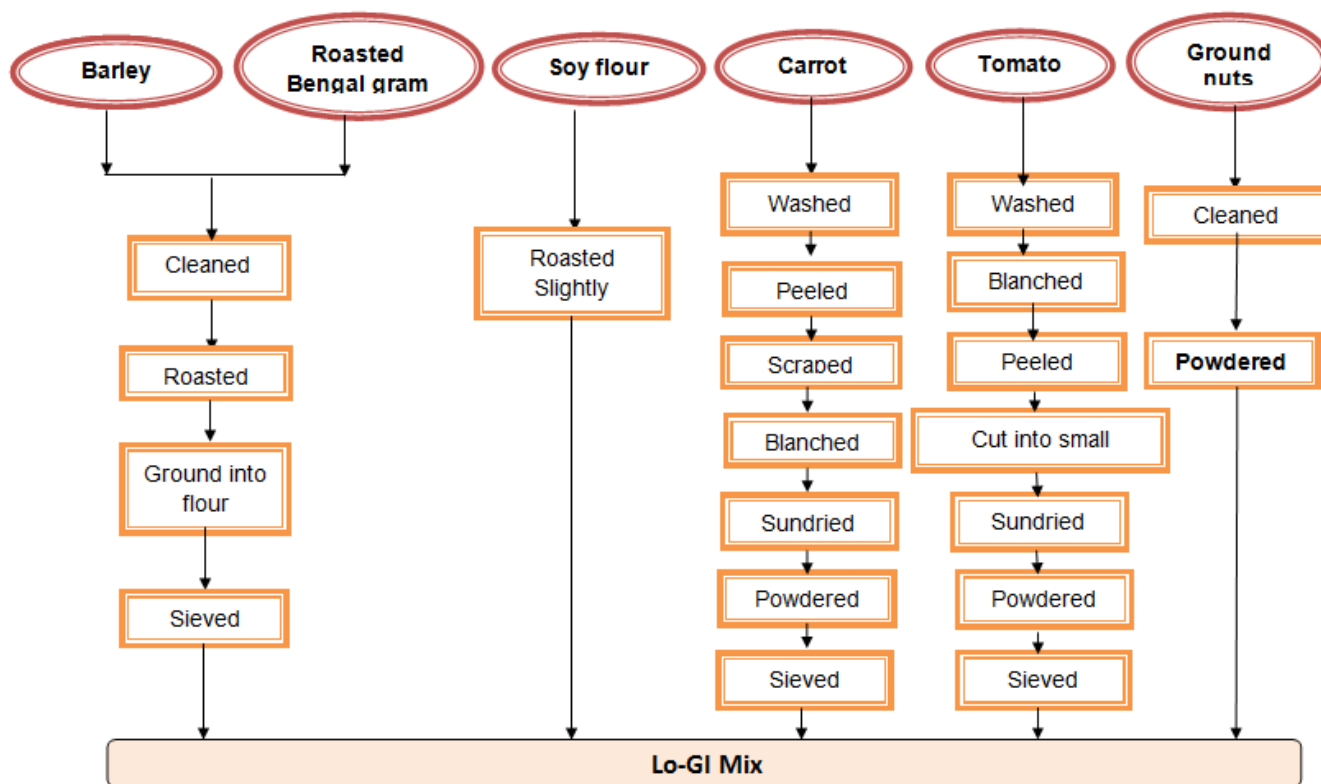 Barley
Roasted
Bengal gram
Soy flour
Carrot
Tomato
Ground
nuts
Cleaned
Roasted
Ground into
flour
Sieved
Roasted
Slightly
Washed
Peeled
Scraped
Blanched
Sundried
Powdered
Sieved
Washed
Blanched
Peeled
Cut into small
Sundried
Powdered
Sieved
Cleaned
Powdered
Lo-GI Mix